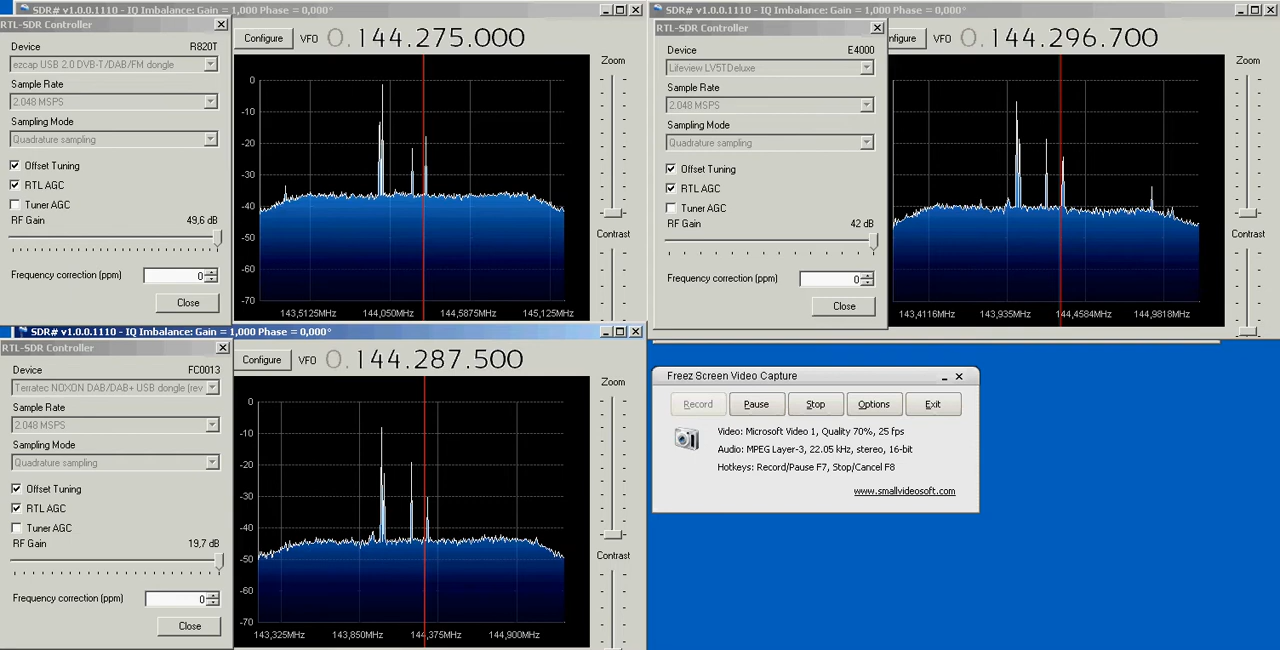 SDR# v1.0.0.1110 - IQ Imbalance: Gain = 1,000 Phase = 0,000°
RTL-SDR Controller
Device R820T
ezcap USB 2.0 DVB-T/DAB/FM dongle
Sample Rate
2.048 MSPS
Sampling Mode
Quadrature sampling
Offset Tuning
RTL AGC
Tuner AGC
RF Gain 49,6 dB
Frequency correction (ppm) 0
Close
Configure VFO 0.144.275.000
Zoom
Contrast
0
-10
-20
-30
-40
-50
-60
-70
143,5125MHz 144,050MHz 144,5875MHz 145,125MHz
SDR# v1.0.0.1110 - IQ Imbalance: Gain = 1,000 Phase = 0,000°
RTL-SDR Controller
Device E4000
Lifeview LV5TDeluxe
Sample Rate
2.048 MSPS
Sampling Mode
Quadrature sampling
Offset Tuning
RTL AGC
Tuner AGC
RF Gain 42 dB
Frequency correction (ppm) 0
Close
nfigure VFO 0.144.296.700
Zoom
Contrast
143,4116MHz 143,935MHz 144,4584MHz 144,9818MHz
SDR# v1.0.0.1110 - IQ Imbalance: Gain = 1,000 Phase = 0,000°
RTL-SDR Controller
Device FC0013
Terratec NOXON DAB/DAB+ USB dongle (rev
Sample Rate
2.048 MSPS
Sampling Mode
Quadrature sampling
Offset Tuning
RTL AGC
Tuner AGC
RF Gain 19,7 dB
Frequency correction (ppm) 0
Close
Configure VFO 0.144.287.500
Zoom
Contrast
0
-10
-20
-30
-40
-50
-60
-70
143,325MHz 143,850MHz 144,375MHz 144,900MHz
Freez Screen Video Capture
Record Pause Stop Options Exit
Video: Microsoft Video 1, Quality 70%, 25 fps
Audio: MPEG Layer-3, 22.05 kHz, stereo, 16-bit
Hotkeys: Record/Pause F7, Stop/Cancel F8
www.smallvideosoft.com